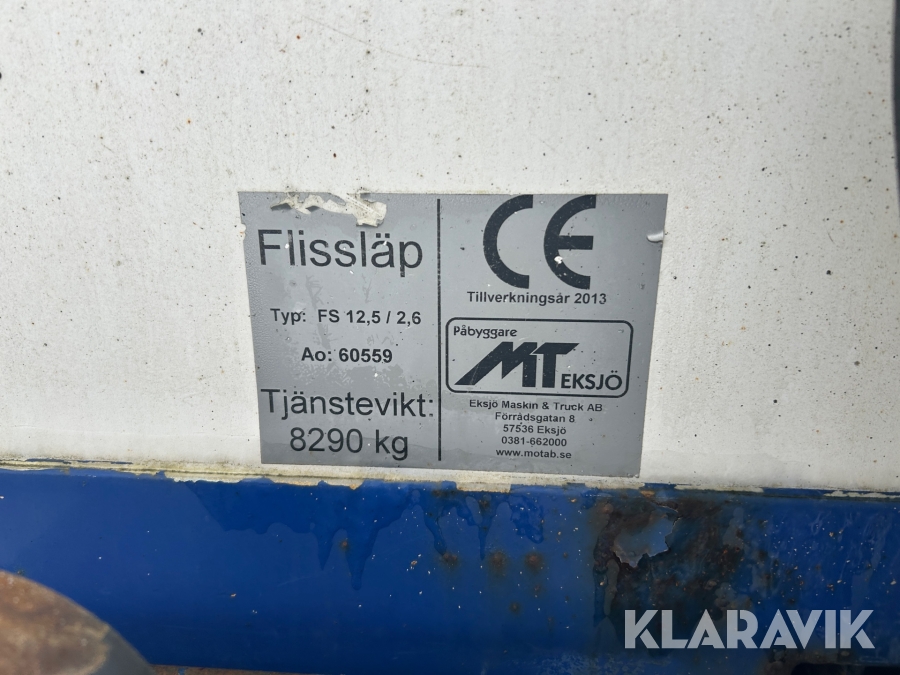 Flissläp
Typ: FS 12,5 / 2,6
Ao: 60559
Tjänstevikt:
8290 kg
CE
Tillverkningsår 2013
Påbyggare
MT EKSJÖ
Eksjö Maskin & Truck AB
Förrådsgatan 8
57536 Eksjö
0381-662000
www.motab.se
KLARAVIK